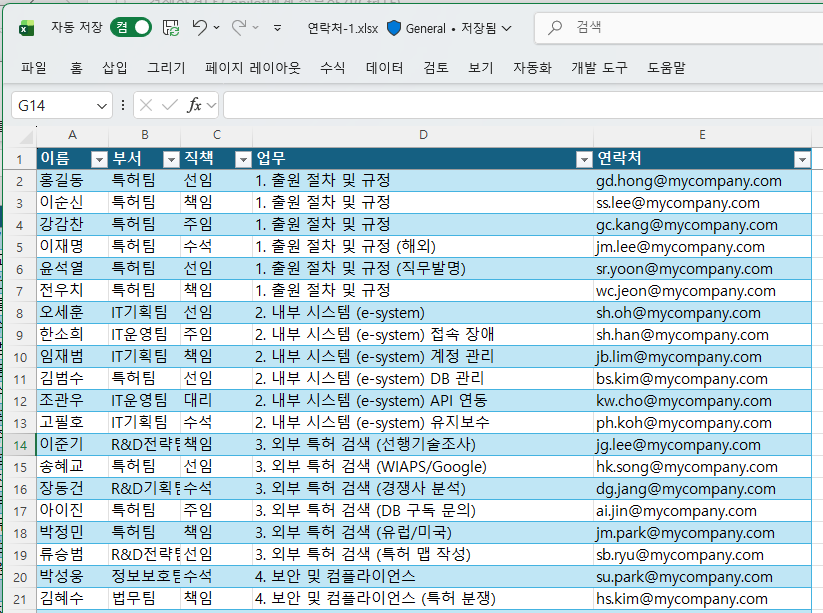 자동 저장 켬 연락처-1.xlsx General • 저장됨 검색
파일 홈 삽입 그리기 페이지 레이아웃 수식 데이터 검토 보기 자동화 개발 도구 도움말
G14 fx
A B C D E
1 이름 부서 직책 업무 연락처
2 홍길동 특허팀 선임 1. 출원 절차 및 규정 gd.hong@mycompany.com
3 이순신 특허팀 책임 1. 출원 절차 및 규정 ss.lee@mycompany.com
4 강감찬 특허팀 주임 1. 출원 절차 및 규정 gc.kang@mycompany.com
5 이재명 특허팀 수석 1. 출원 절차 및 규정 (해외) jm.lee@mycompany.com
6 윤석열 특허팀 선임 1. 출원 절차 및 규정 (직무발명) sr.yoon@mycompany.com
7 전우치 특허팀 책임 1. 출원 절차 및 규정 wc.jeon@mycompany.com
8 오세훈 IT기획팀 선임 2. 내부 시스템 (e-system) sh.oh@mycompany.com
9 한소희 IT운영팀 주임 2. 내부 시스템 (e-system) 접속 장애 sh.han@mycompany.com
10 임재범 IT기획팀 책임 2. 내부 시스템 (e-system) 계정 관리 jb.lim@mycompany.com
11 김범수 특허팀 선임 2. 내부 시스템 (e-system) DB 관리 bs.kim@mycompany.com
12 조관우 IT운영팀 대리 2. 내부 시스템 (e-system) API 연동 kw.cho@mycompany.com
13 고필호 IT기획팀 수석 2. 내부 시스템 (e-system) 유지보수 ph.koh@mycompany.com
14 이준기 R&D전략팀 책임 3. 외부 특허 검색 (선행기술조사) jg.lee@mycompany.com
15 송혜교 특허팀 선임 3. 외부 특허 검색 (WIAPS/Google) hk.song@mycompany.com
16 장동건 R&D기획팀 수석 3. 외부 특허 검색 (경쟁사 분석) dg.jang@mycompany.com
17 아이진 특허팀 주임 3. 외부 특허 검색 (DB 구독 문의) ai.jin@mycompany.com
18 박정민 특허팀 책임 3. 외부 특허 검색 (유럽/미국) jm.park@mycompany.com
19 류승범 R&D전략팀 선임 3. 외부 특허 검색 (특허 맵 작성) sb.ryu@mycompany.com
20 박성웅 정보보호팀 수석 4. 보안 및 컴플라이언스 su.park@mycompany.com
21 김혜수 법무팀 책임 4. 보안 및 컴플라이언스 (특허 분쟁) hs.kim@mycompany.com